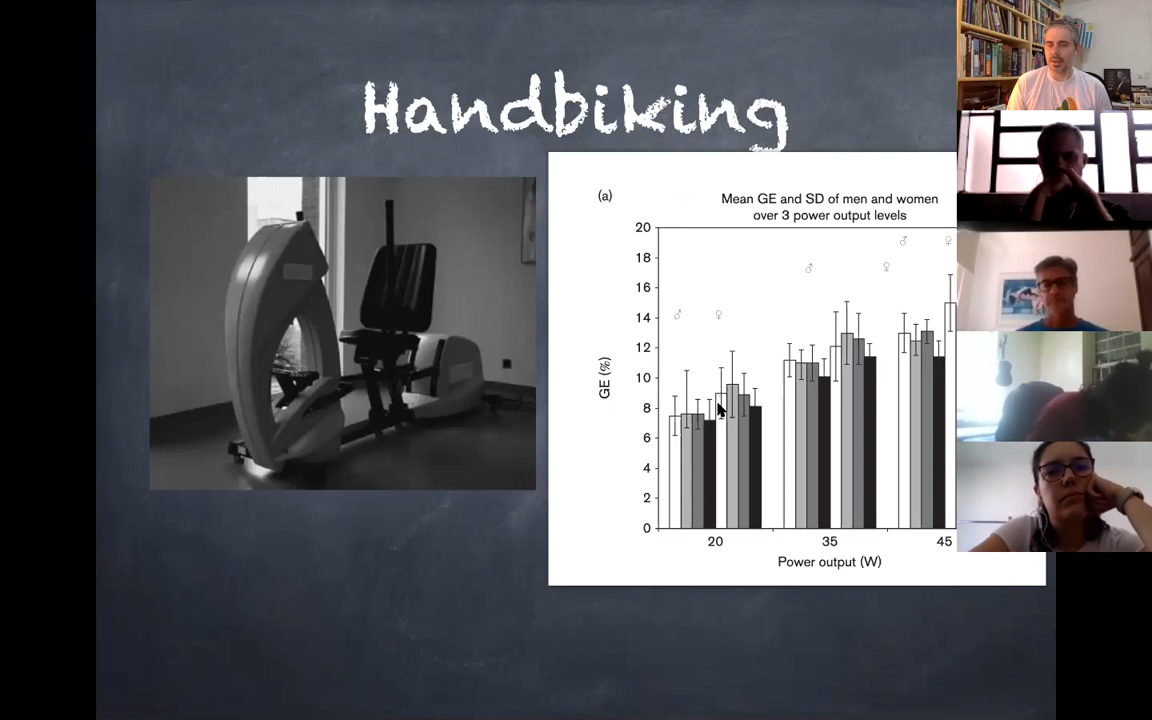 Handbiking
(a)
Mean GE and SD of men and women
over 3 power output levels
20
18
16
14
12
10
8
6
4
2
0
GE (%)
♂ ♀ ♂ ♀ ♂ ♀
20 35 45
Power output (W)